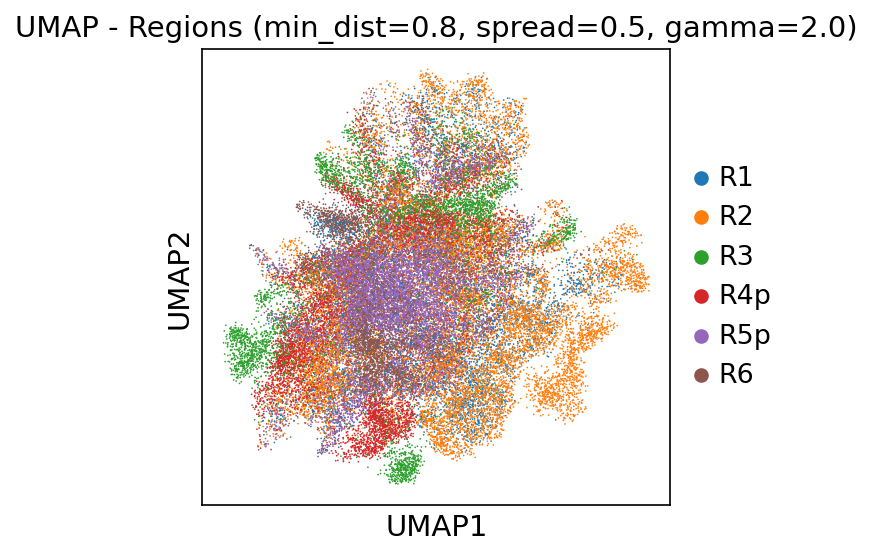 UMAP - Regions (min_dist=0.8, spread=0.5, gamma=2.0)
UMAP2
R1
R2
R3
R4p
R5p
R6
UMAP1